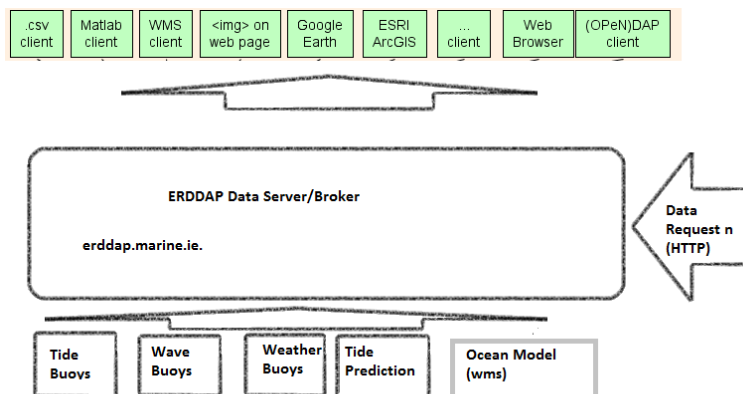 .csv
client
Matlab
client
WMS
client
<img> on
web page
Google
Earth
ESRI
ArcGIS
...
client
Web
Browser
(OPeN)DAP
client
ERDDAP Data Server/Broker
erddap.marine.ie.
Data
Request n
(HTTP)
Tide
Buoys
Wave
Buoys
Weather
Buoys
Tide
Prediction
Ocean Model
(wms)